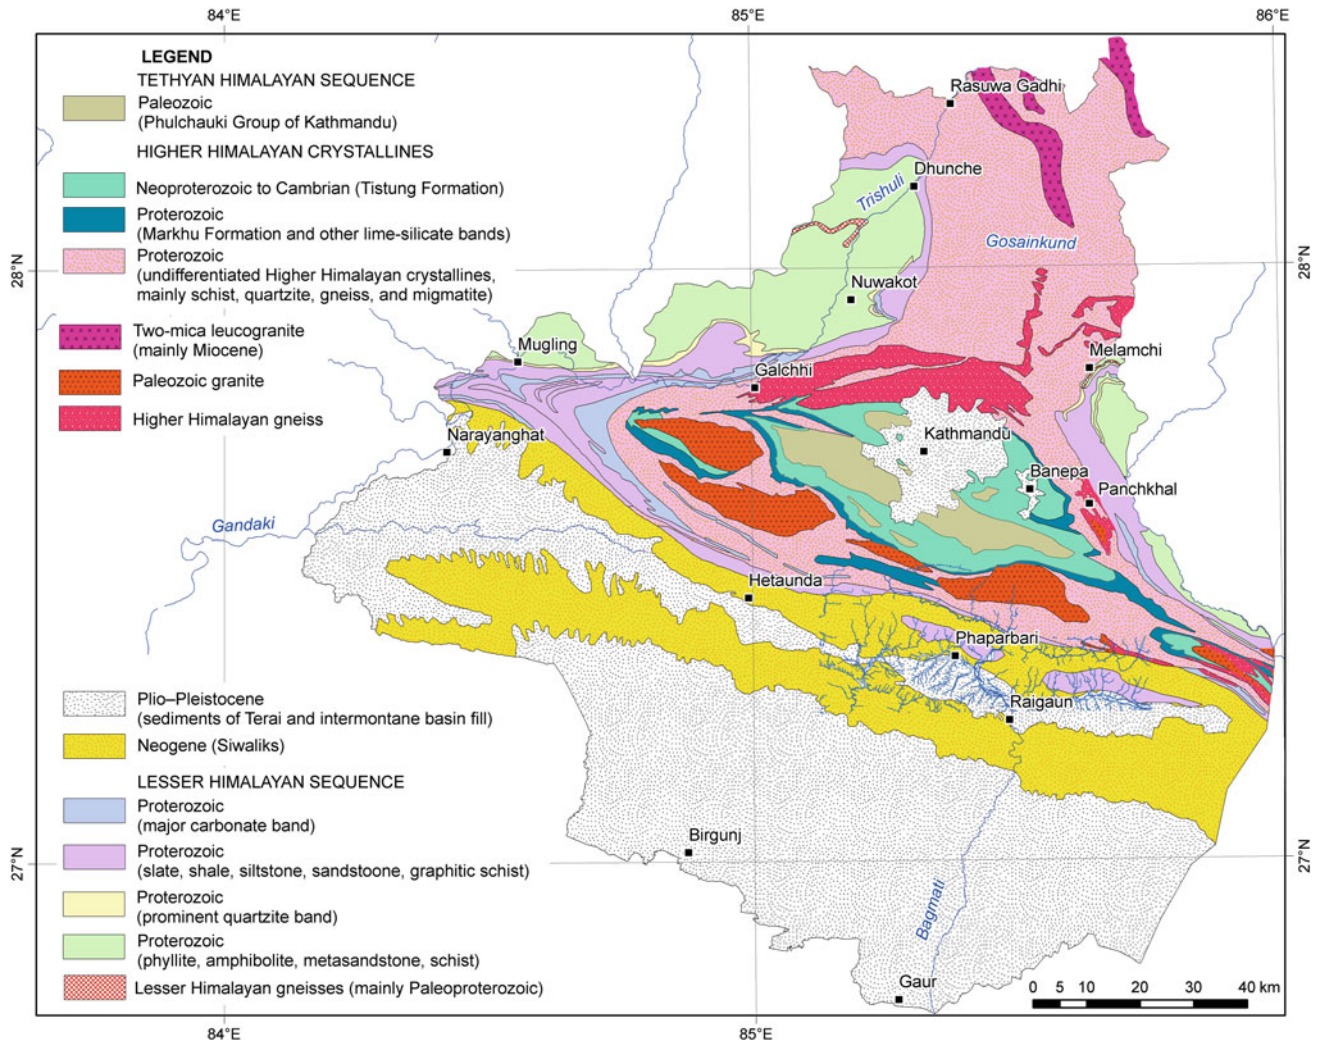 84°E
85°E
86°E
LEGEND
TETHYAN HIMALAYAN SEQUENCE
Paleozoic
(Phulchauki Group of Kathmandu)
HIGHER HIMALAYAN CRYSTALLINES
Neoproterozoic to Cambrian (Tistung Formation)
Proterozoic
(Markhu Formation and other lime-silicate bands)
Proterozoic
(undifferentiated Higher Himalayan crystallines,
mainly schist, quartzite, gneiss, and migmatite)
Two-mica leucogranite
(mainly Miocene)
Paleozoic granite
Higher Himalayan gneiss
Rasuwa Gadhi
Dhunche
Trishuli
Gosainkund
28°N
28°N
Nuwakot
Mugling
Melamchi
Galchhi
Narayanghat
Kathmandu
Banepa
Panchkhal
Gandaki
Hetaunda
Phaparbari
Raigaun
Plio–Pleistocene
(sediments of Terai and intermontane basin fill)
Neogene (Siwaliks)
LESSER HIMALAYAN SEQUENCE
Proterozoic
(major carbonate band)
Proterozoic
(slate, shale, siltstone, sandstoone, graphitic schist)
Proterozoic
(prominent quartzite band)
Proterozoic
(phyllite, amphibolite, metasandstone, schist)
Lesser Himalayan gneisses (mainly Paleoproterozoic)
Birgunj
27°N
27°N
Bagmati
Gaur
0 5 10 20 30 40 km
84°E
85°E
86°E